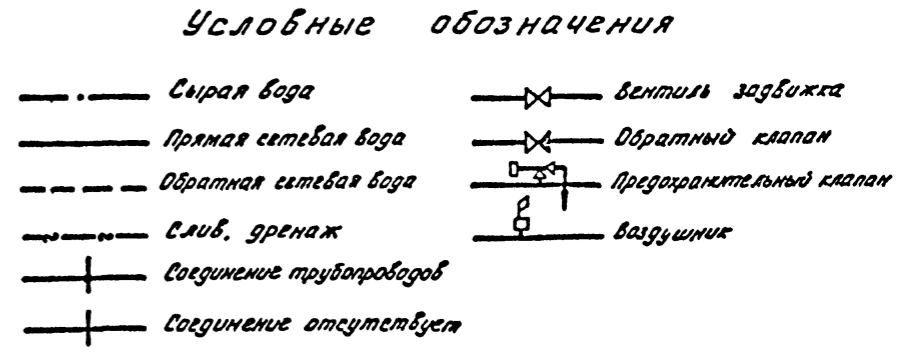 Условные обозначения
Сырая вода
Прямая сетевая вода
Обратная сетевая вода
Слив, дренаж
Соединение трубопроводов
Соединение отсутствует
Вентиль задвижка
Обратный клапан
Предохранительный клапан
Воздушник